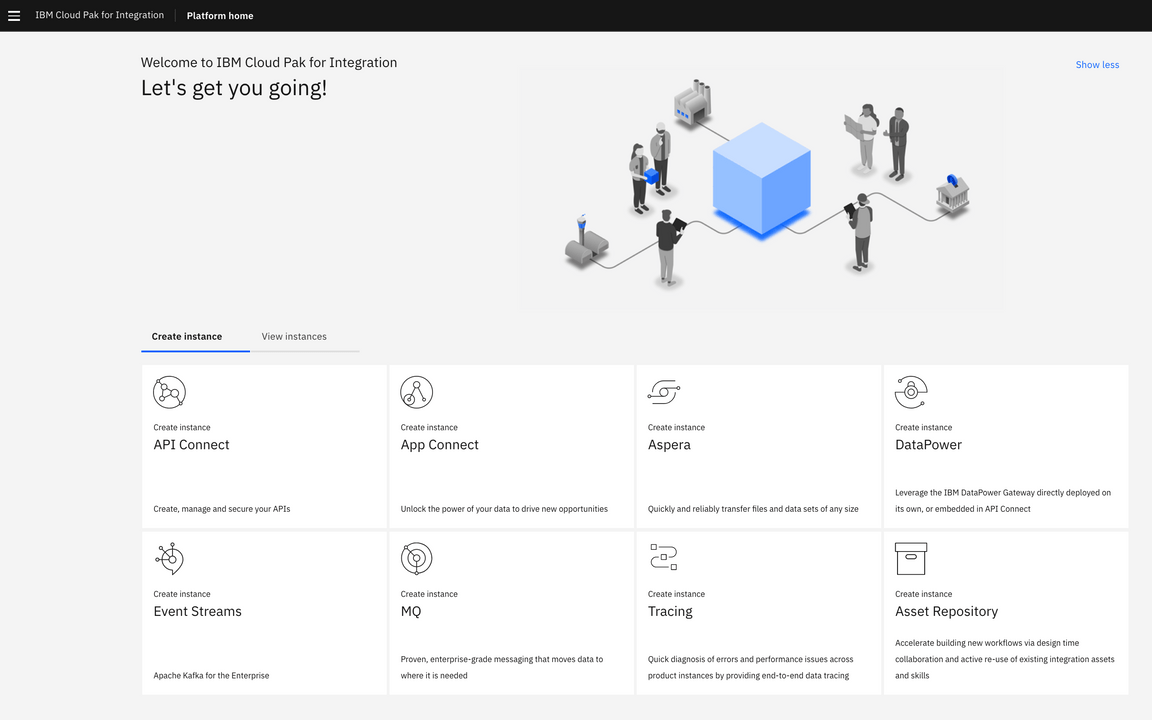 IBM Cloud Pak for Integration
Platform home
Welcome to IBM Cloud Pak for Integration
Show less
Let's get you going!
Create instance
View instances
Create instance
API Connect
Create, manage and secure your APIs
Create instance
App Connect
Unlock the power of your data to drive new opportunities
Create instance
Aspera
Quickly and reliably transfer files and data sets of any size
Create instance
DataPower
Leverage the IBM DataPower Gateway directly deployed on
its own, or embedded in API Connect
Create instance
Event Streams
Apache Kafka for the Enterprise
Create instance
MQ
Proven, enterprise-grade messaging that moves data to
where it is needed
Create instance
Tracing
Quick diagnosis of errors and performance issues across
product instances by providing end-to-end data tracing
Create instance
Asset Repository
Accelerate building new workflows via design time
collaboration and active re-use of existing integration assets
and skills